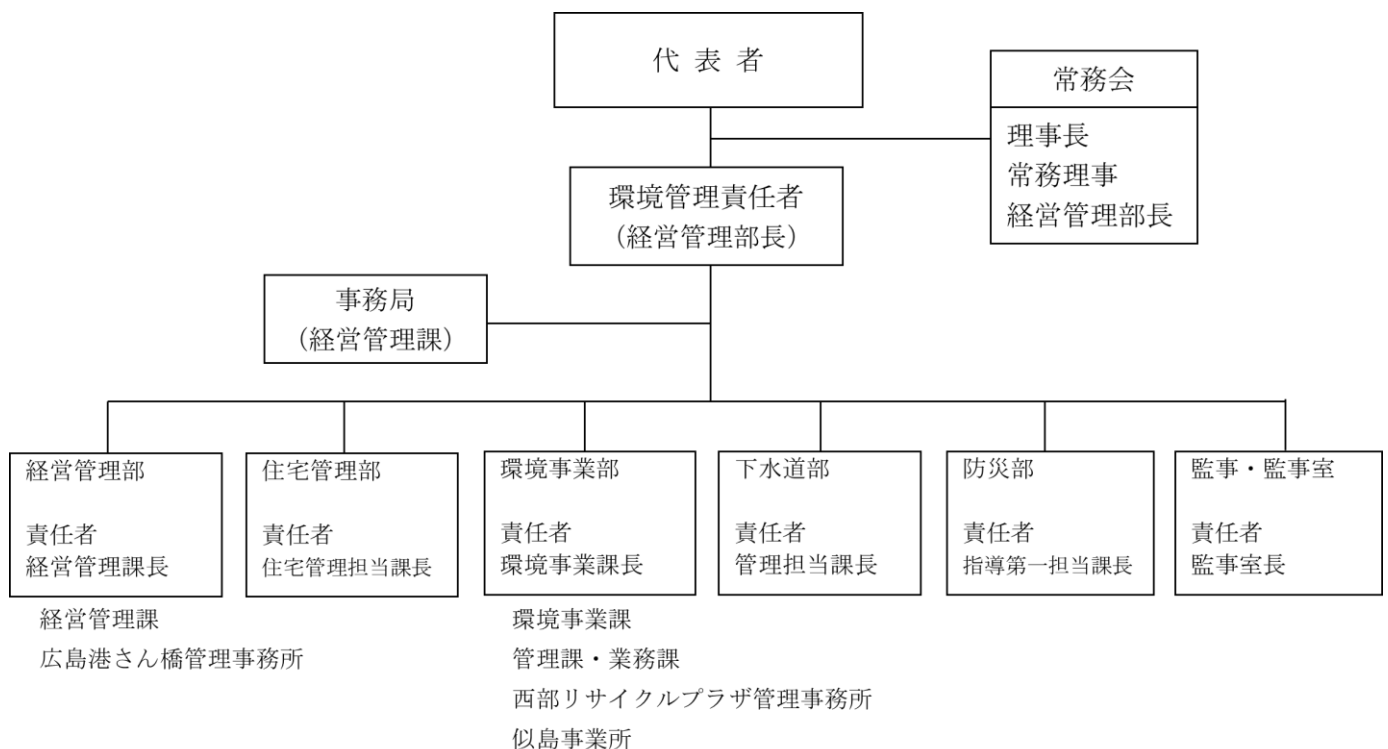 代 表 者
常務会
理事長
常務理事
経営管理部長
環境管理責任者
(経営管理部長)
事務局
(経営管理課)
経営管理部
責任者
経営管理課長
経営管理課
広島港さん橋管理事務所
住宅管理部
責任者
住宅管理担当課長
環境事業部
責任者
環境事業課長
環境事業課
管理課・業務課
西部リサイクルプラザ管理事務所
似島事業所
下水道部
責任者
管理担当課長
防災部
責任者
指導第一担当課長
監事・監事室
責任者
監事室長